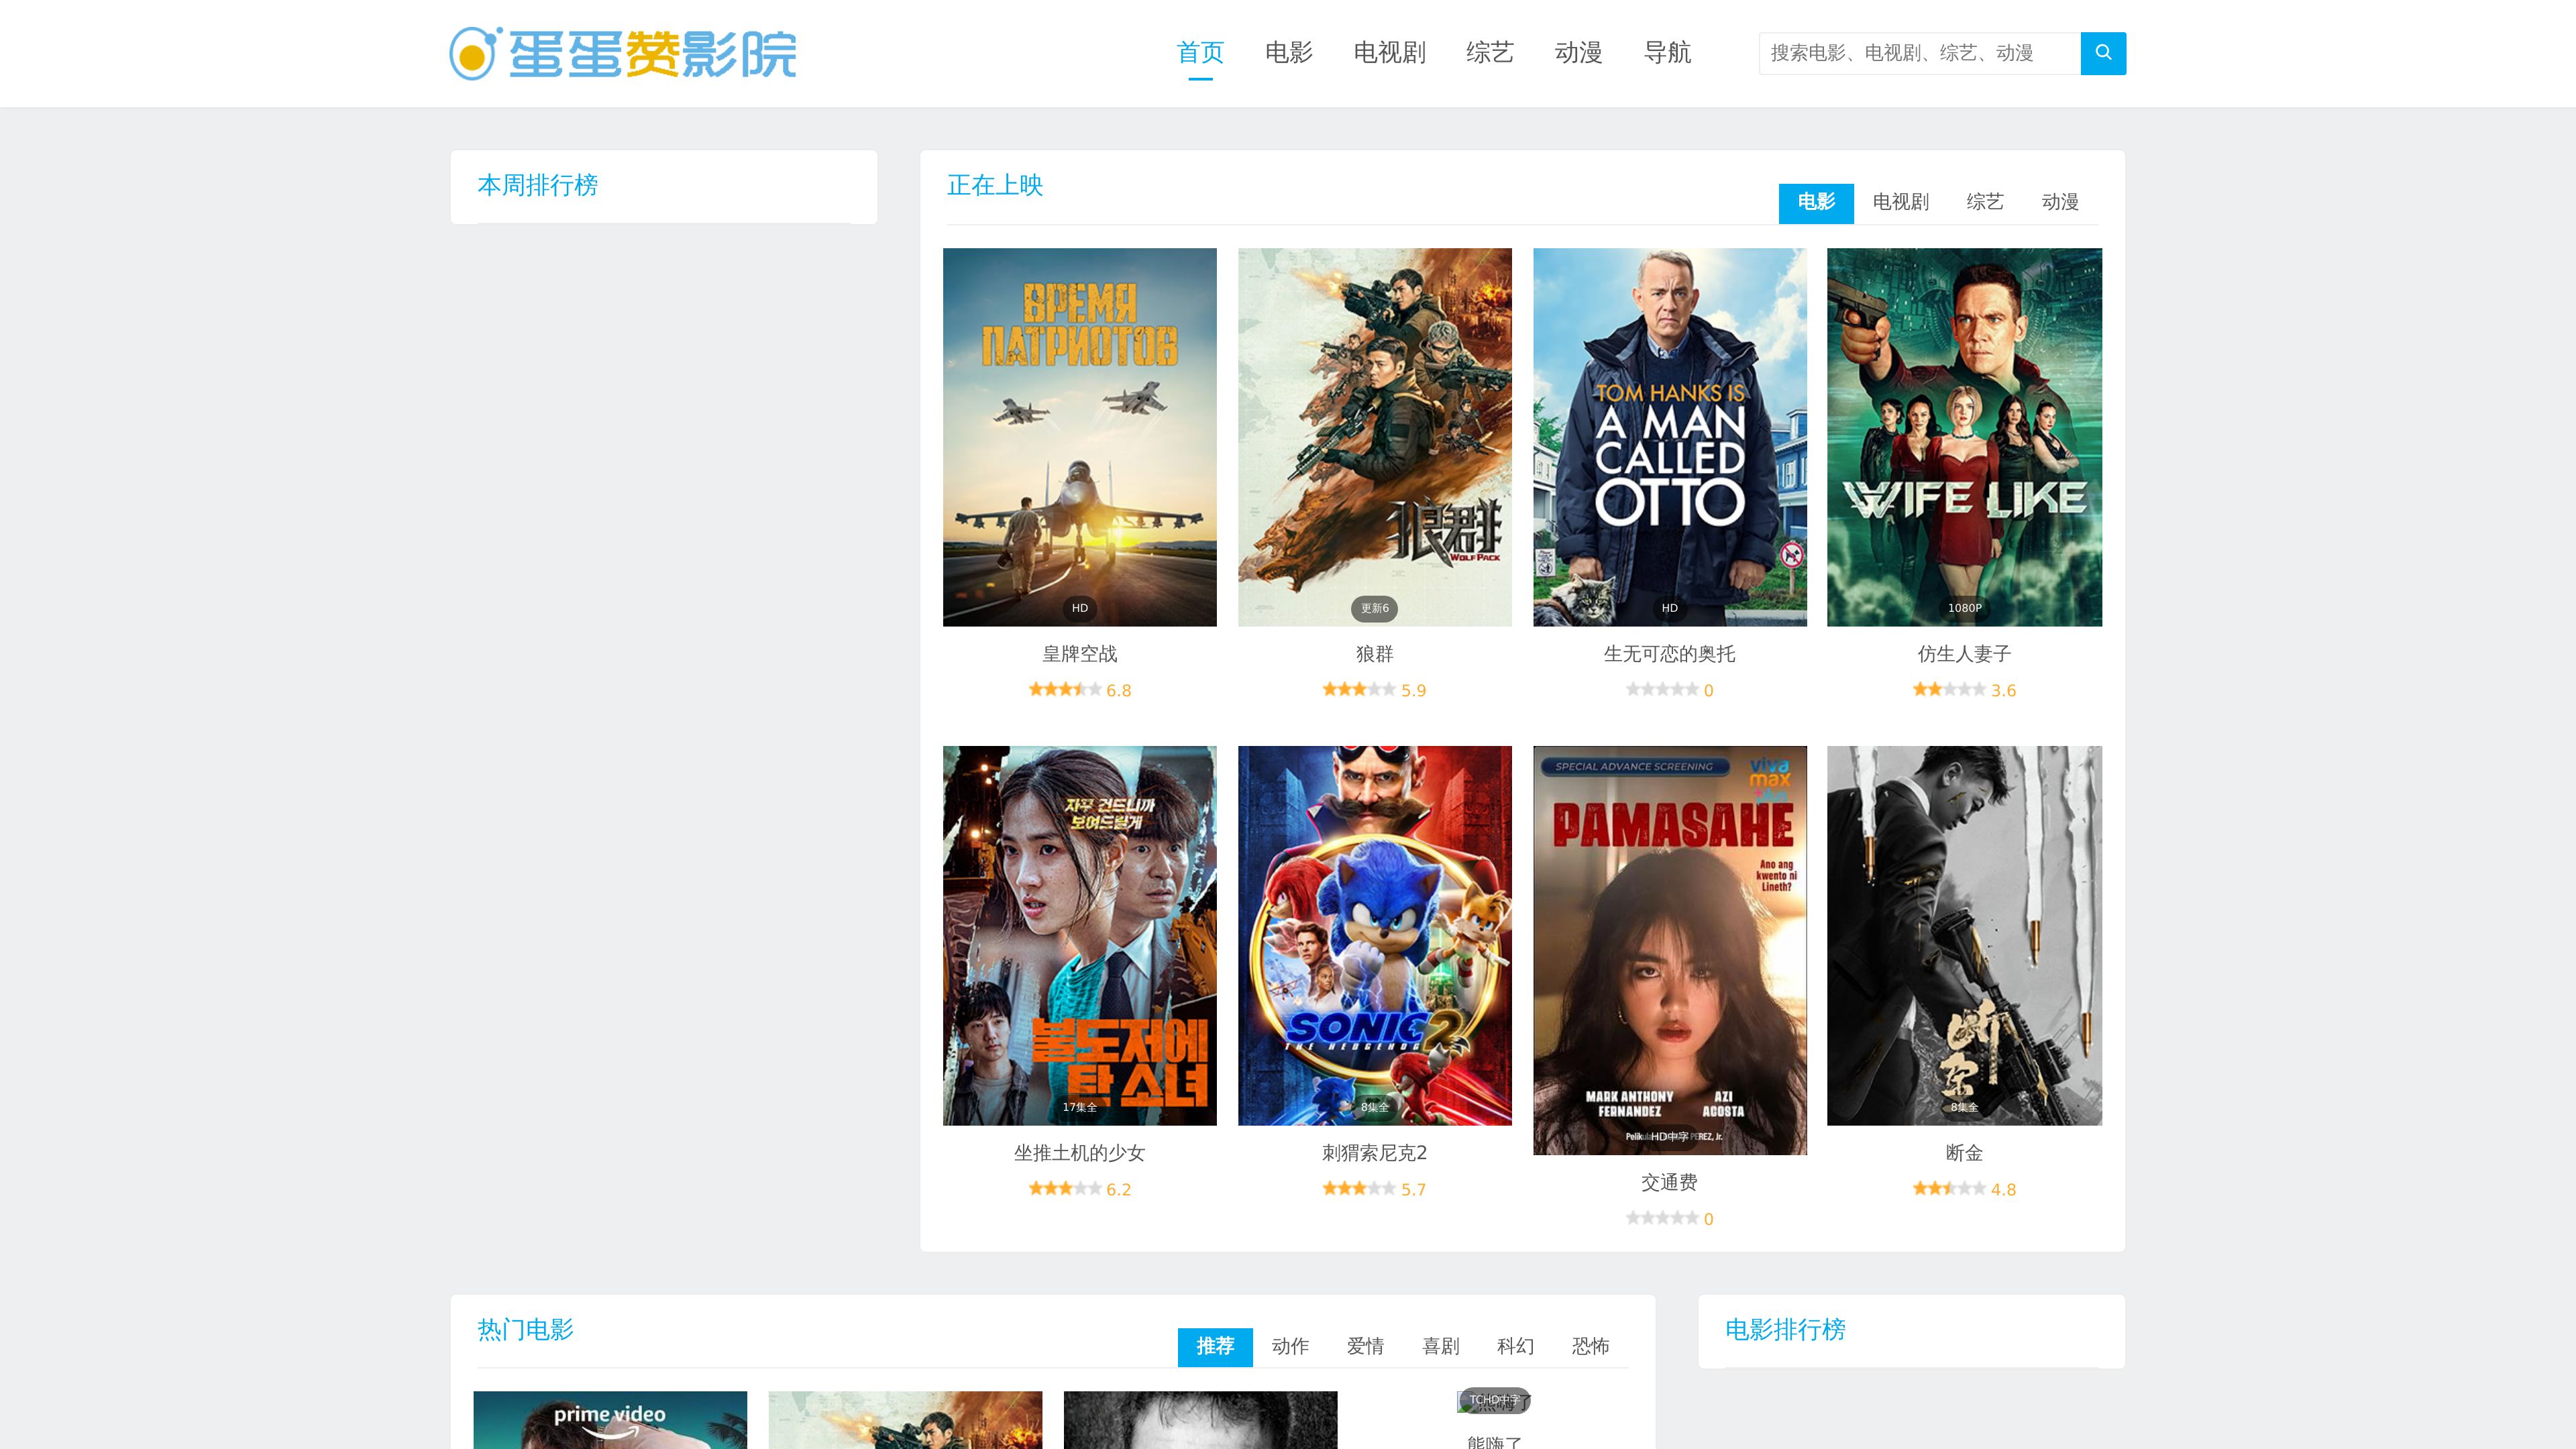 蛋蛋赞影院
首页 电影 电视剧 综艺 动漫 导航
搜索电影、电视剧、综艺、动漫
本周排行榜
正在上映
电影 电视剧 综艺 动漫
ВРЕМЯ
ПАТРИОТОВ
HD
皇牌空战
6.8
狼群
WOLF PACK
更新6
狼群
5.9
TOM HANKS IS
A MAN
CALLED
OTTO
HD
生无可恋的奥托
0
WIFE LIKE
1080P
仿生人妻子
3.6
자꾸 건드니까
보여드릴게
불도저에
탄 소녀
17集全
坐推土机的少女
6.2
SONIC 2
THE HEDGEHOG
8集全
刺猬索尼克2
5.7
SPECIAL ADVANCE SCREENING
viva
max
plus
PAMASAHE
Ano ang
kwento ni
Lineth?
MARK ANTHONY
FERNANDEZ
AZI
ACOSTA
HD中字
PEREZ, Jr.
交通费
0
断金
8集全
断金
4.8
热门电影
推荐 动作 爱情 喜剧 科幻 恐怖
电影排行榜
prime video
TCHD中字
熊嗨了
熊嗨了